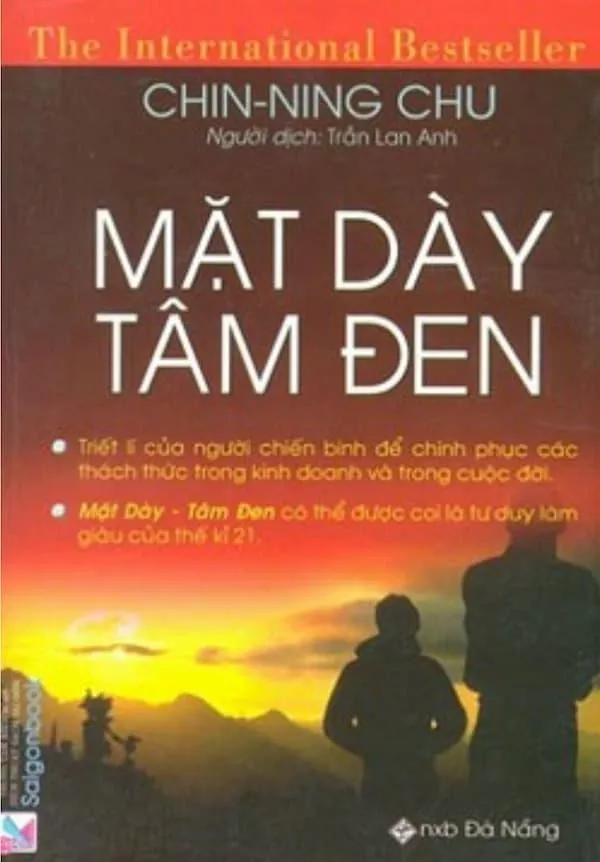 The International Bestseller
CHIN-NING CHU
Người dịch: Trần Lan Anh
MẶT DÀY
TÂM ĐEN
Triết lí của người chiến binh để chinh phục các
thách thức trong kinh doanh và trong cuộc đời.
Mặt Dày - Tâm Đen có thể được coi là tư duy làm
giàu của thế kỉ 21.
Saigonbook
nxb Đà Nẵng